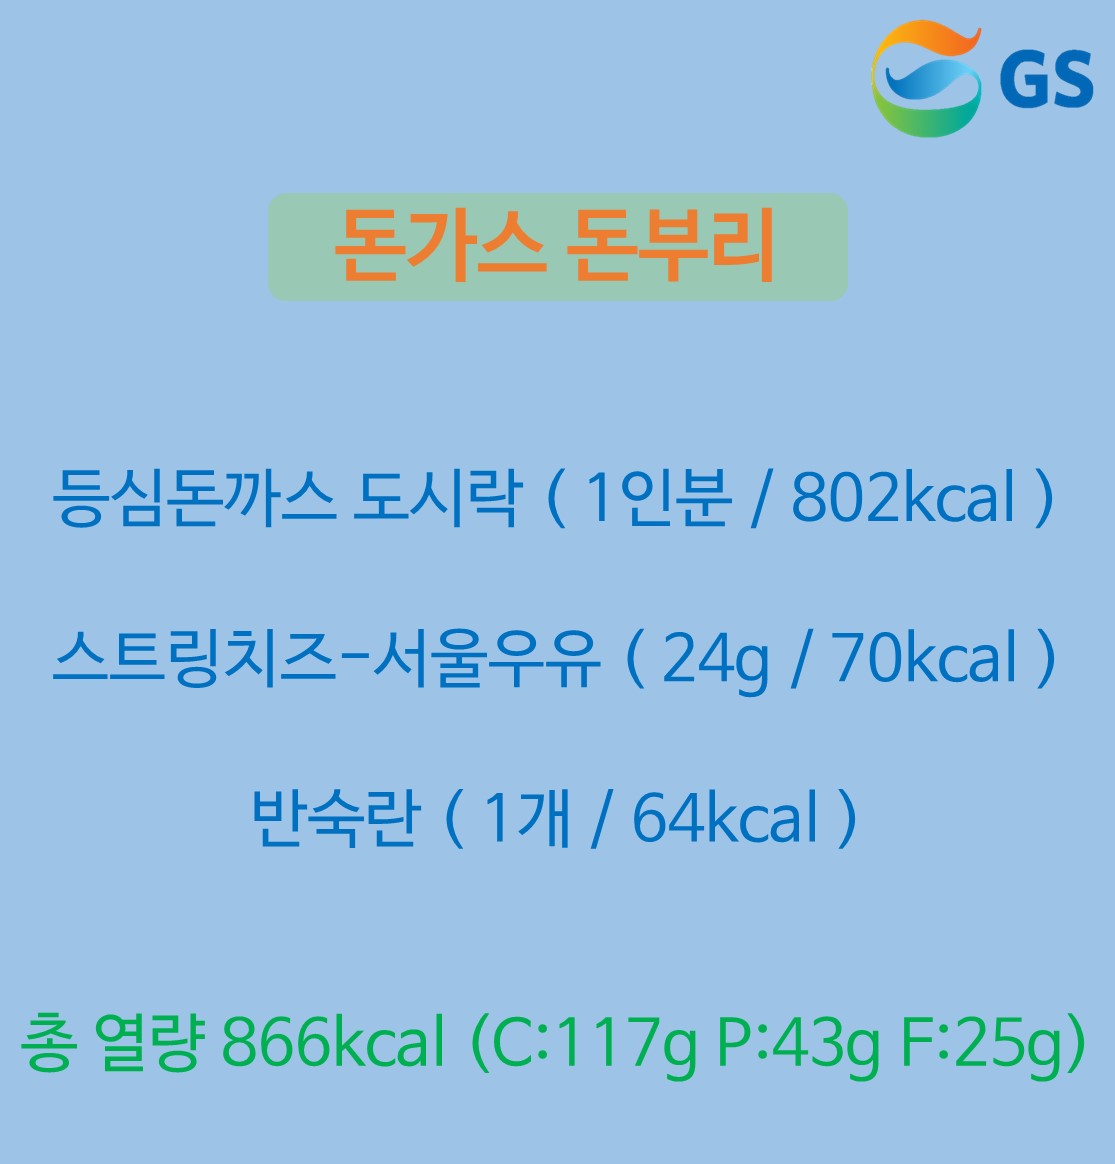 GS
돈가스 돈부리
등심돈까스 도시락 ( 1인분 / 802kcal )
스트링치즈-서울우유 ( 24g / 70kcal )
반숙란 ( 1개 / 64kcal )
총 열량 866kcal (C:117g P:43g F:25g)